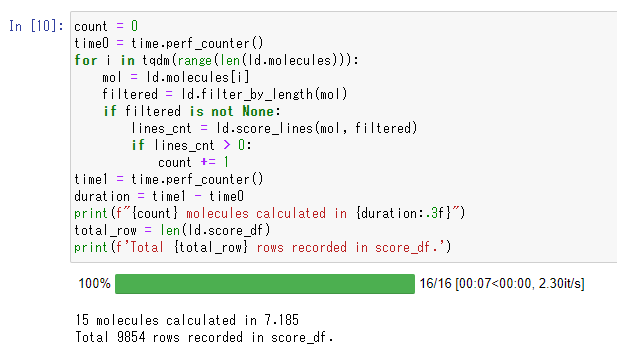 In [10]: count = 0
time0 = time.perf_counter()
for i in tqdm(range(len(ld.molecules))):
    mol = ld.molecules[i]
    filtered = ld.filter_by_length(mol)
    if filtered is not None:
        lines_cnt = ld.score_lines(mol, filtered)
        if lines_cnt > 0:
            count += 1
time1 = time.perf_counter()
duration = time1 - time0
print(f"{count} molecules calculated in {duration:.3f}")
total_row = len(ld.score_df)
print(f'Total {total_row} rows recorded in score_df.')
100% 16/16 [00:07<00:00, 2.30it/s]
15 molecules calculated in 7.185
Total 9854 rows recorded in score_df.